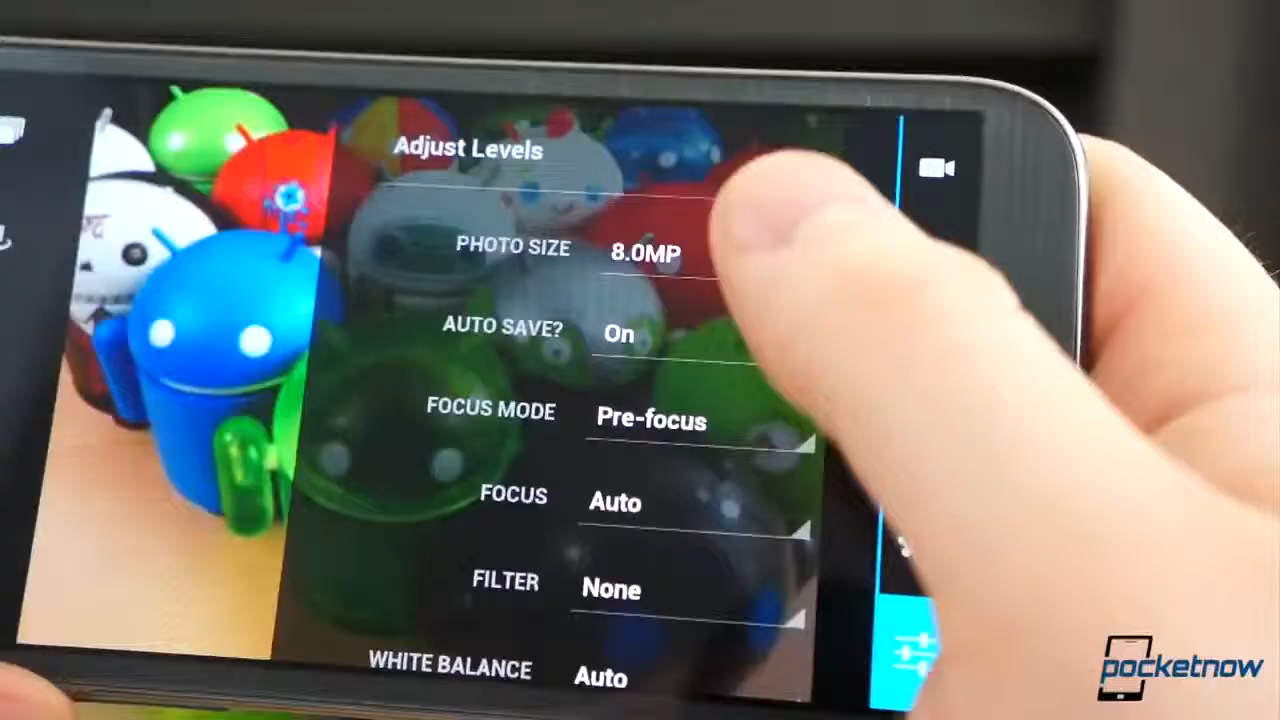 Adjust Levels
PHOTO SIZE 8.0MP
AUTO SAVE? On
FOCUS MODE Pre-focus
FOCUS Auto
FILTER None
WHITE BALANCE Auto
pocketnow